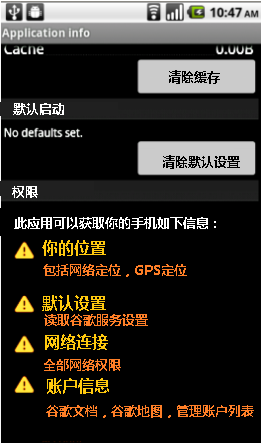 10:47 AM
Application info
Cache
0.00B
清除缓存
默认启动
No defaults set.
清除默认设置
权限
此应用可以获取你的手机如下信息：
你的位置
包括网络定位，GPS定位
默认设置
读取谷歌服务设置
网络连接
全部网络权限
账户信息
谷歌文档，谷歌地图，管理账户列表